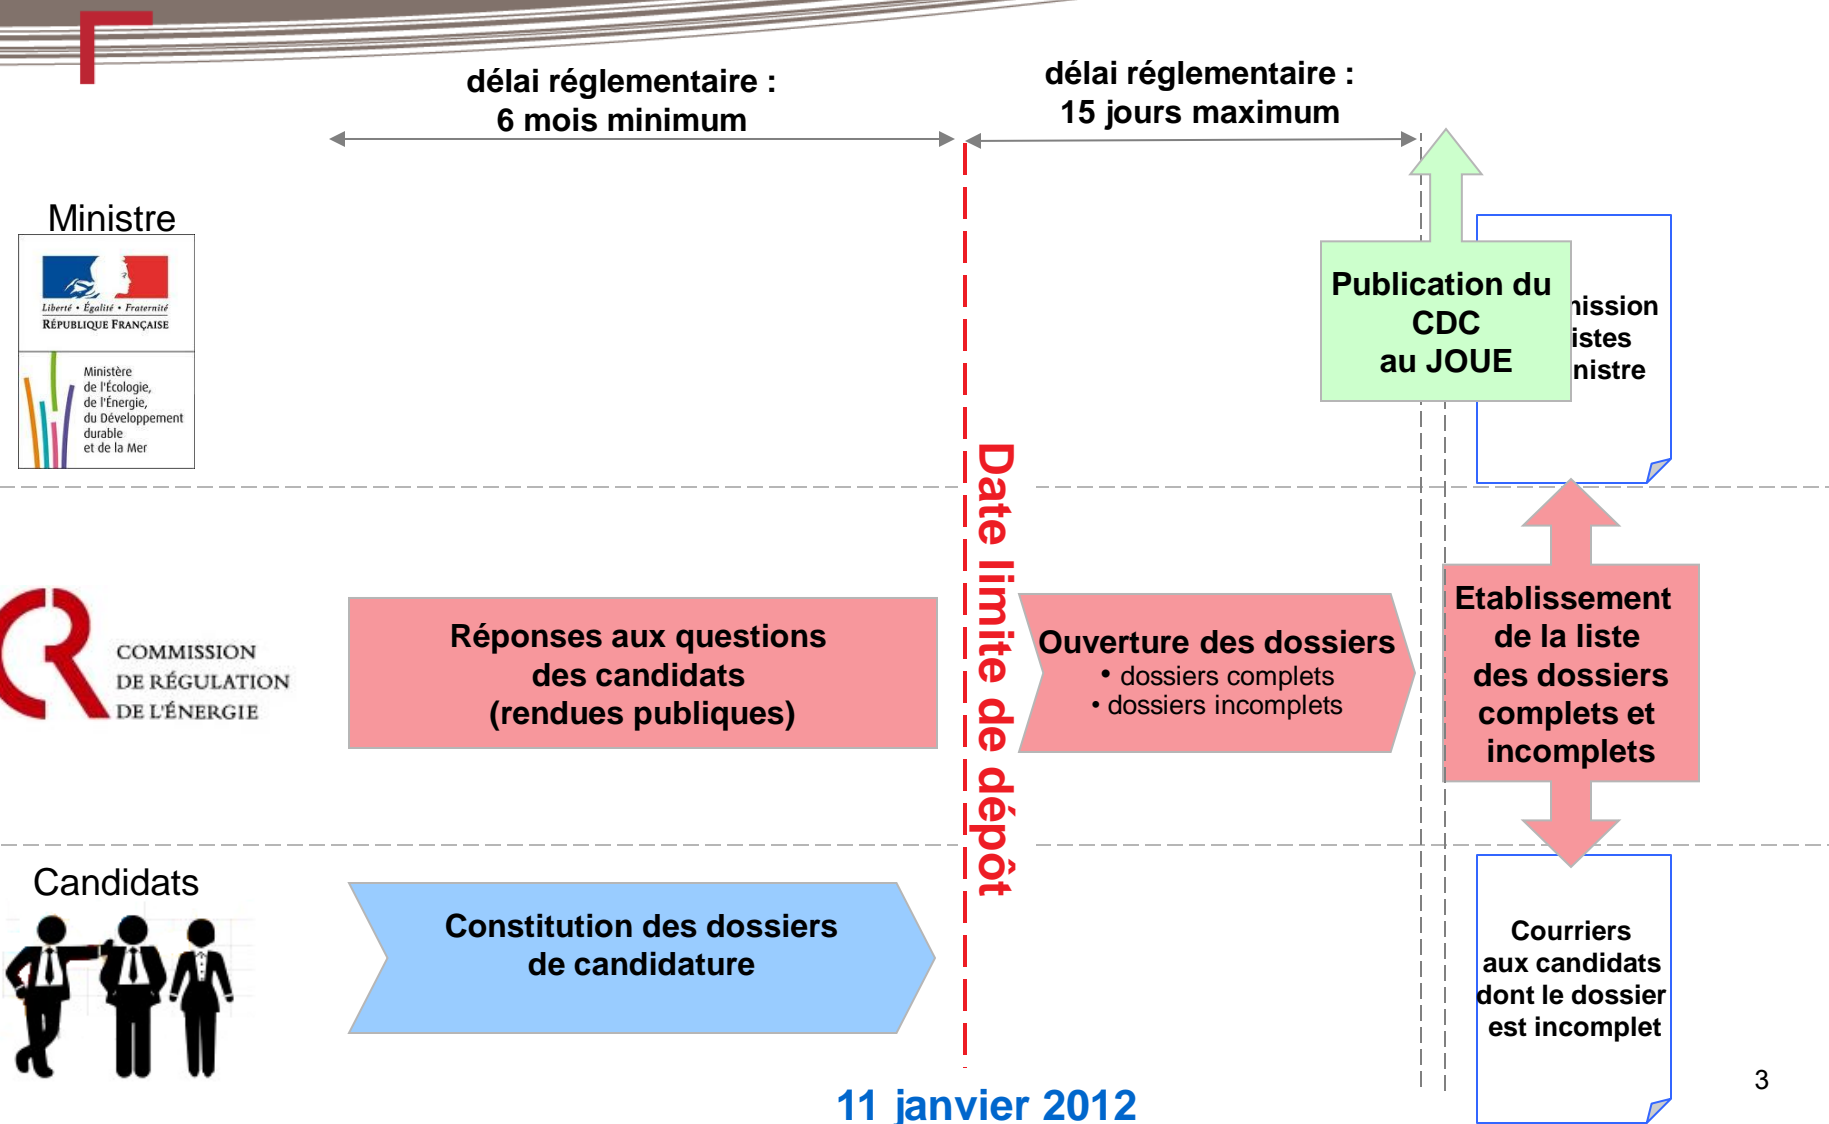 délai réglementaire :
6 mois minimum
délai réglementaire :
15 jours maximum
Ministre
Liberté • Égalité • Fraternité
RÉPUBLIQUE FRANÇAISE
Ministère
de l'Écologie,
de l'Énergie,
du Développement
durable
et de la Mer
Publication du
CDC
au JOUE
Date limite de dépôt
COMMISSION
DE RÉGULATION
DE L'ÉNERGIE
Réponses aux questions
des candidats
(rendues publiques)
Ouverture des dossiers
• dossiers complets
• dossiers incomplets
Etablissement
de la liste
des dossiers
complets et
incomplets
Candidats
Constitution des dossiers
de candidature
Courriers
aux candidats
dont le dossier
est incomplet
11 janvier 2012
3